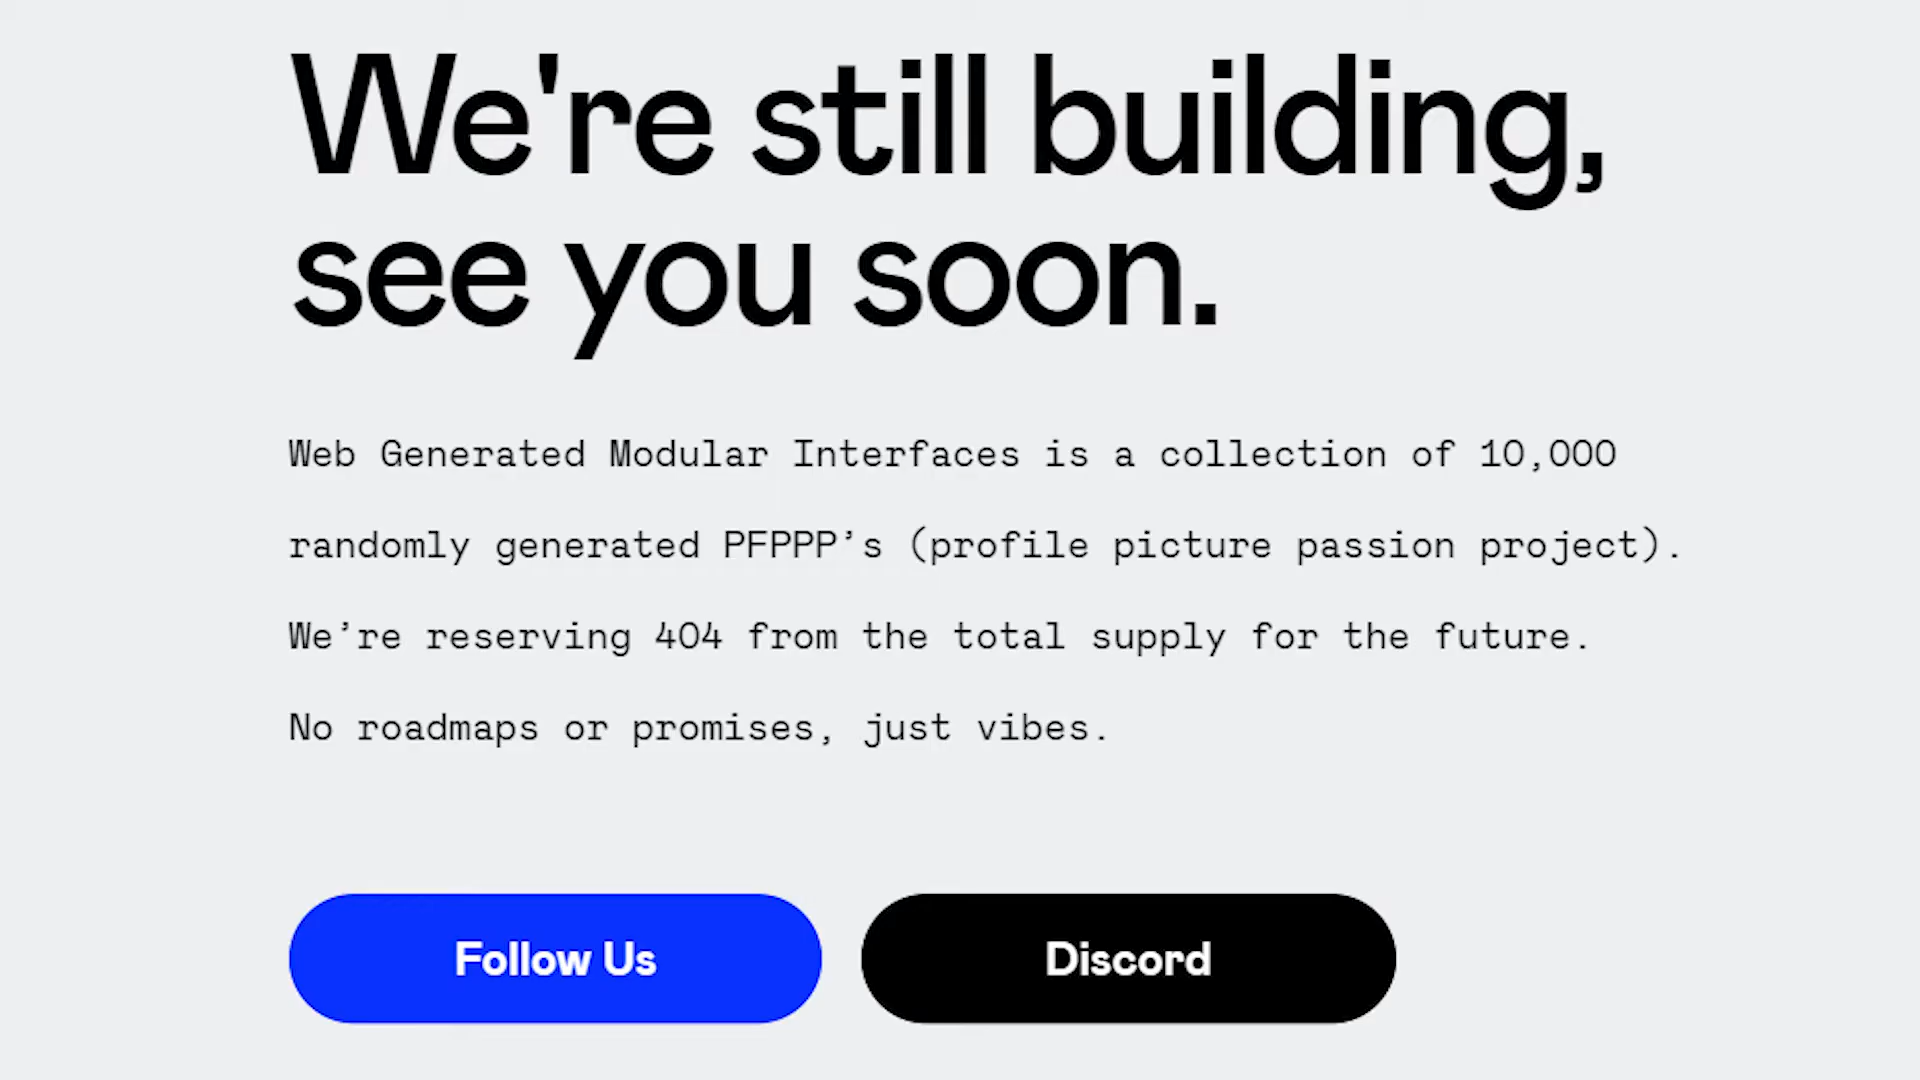 We're still building,
see you soon.
Web Generated Modular Interfaces is a collection of 10,000
randomly generated PFPPP’s (profile picture passion project).
We’re reserving 404 from the total supply for the future.
No roadmaps or promises, just vibes.
Follow Us
Discord